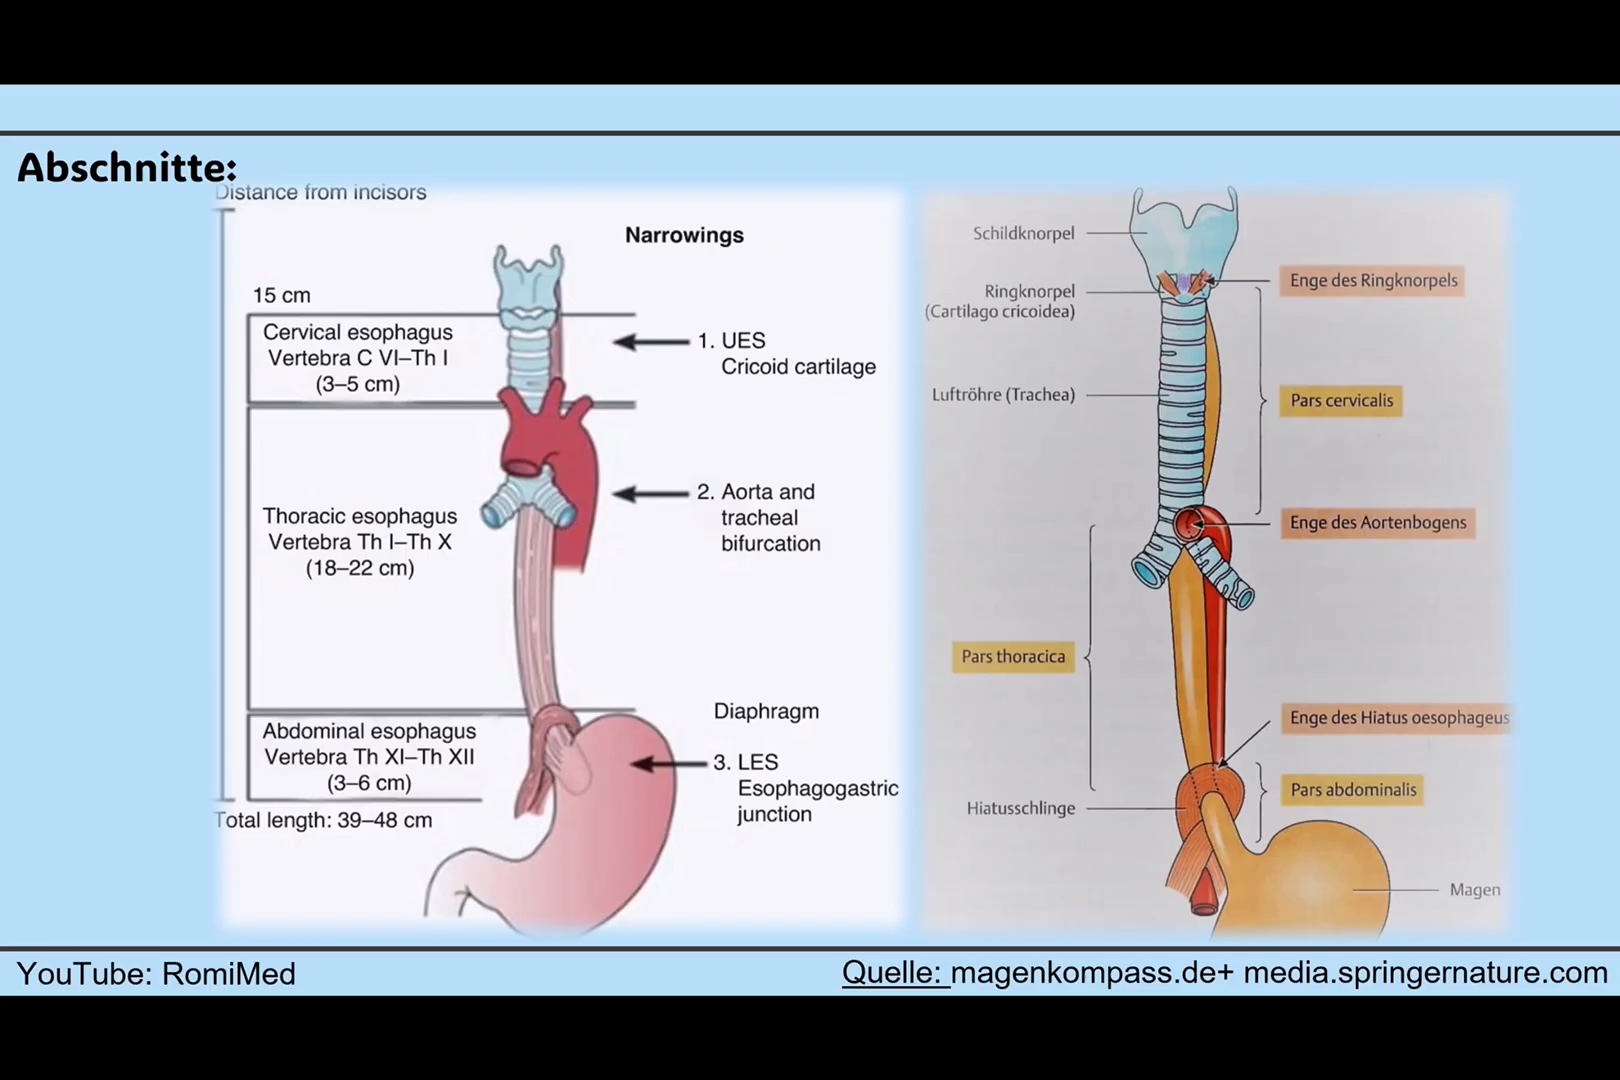 Abschnitte:
Distance from incisors
Narrowings
15 cm
Cervical esophagus
Vertebra C VI–Th I
(3–5 cm)
1. UES
Cricoid cartilage
Thoracic esophagus
Vertebra Th I–Th X
(18–22 cm)
2. Aorta and
tracheal
bifurcation
Diaphragm
Abdominal esophagus
Vertebra Th XI–Th XII
(3–6 cm)
3. LES
Esophagogastric
junction
Total length: 39–48 cm
Schildknorpel
Ringknorpel
(Cartilago cricoidea)
Luftröhre (Trachea)
Pars thoracica
Hiatusschlinge
Enge des Ringknorpels
Pars cervicalis
Enge des Aortenbogens
Enge des Hiatus oesophageus
Pars abdominalis
Magen
YouTube: RomiMed
Quelle: magenkompass.de+ media.springernature.com